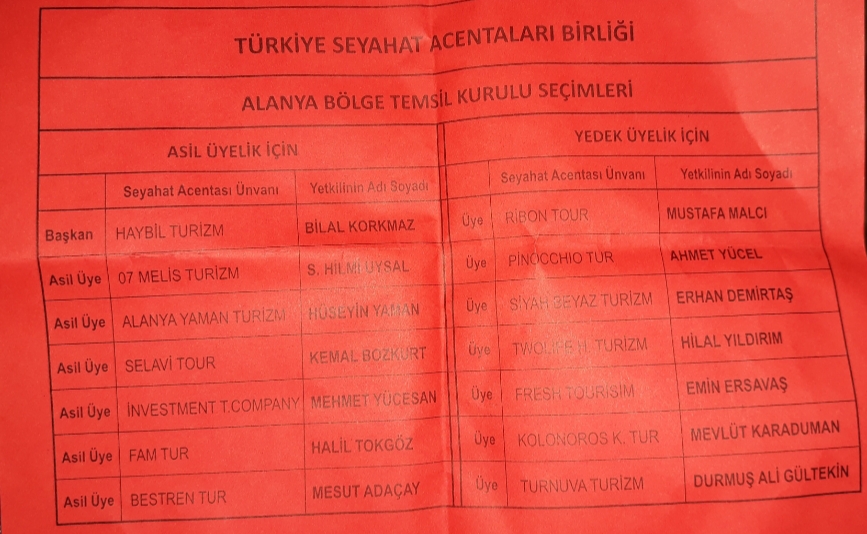 TÜRKİYE SEYAHAT ACENTALARI BİRLİĞİ
ALANYA BÖLGE TEMSİL KURULU SEÇİMLERİ
ASİL ÜYELİK İÇİN
Seyahat Acentası Ünvanı Yetkilinin Adı Soyadı
Başkan HAYBİL TURİZM BİLAL KORKMAZ
Asil Üye 07 MELİS TURİZM S. HİLMİ UYSAL
Asil Üye ALANYA YAMAN TURİZM HÜSEYİN YAMAN
Asil Üye SELAVİ TOUR KEMAL BOZKURT
Asil Üye İNVESTMENT T.COMPANY MEHMET YÜCESAN
Asil Üye FAM TUR HALİL TOKGÖZ
Asil Üye BESTREN TUR MESUT ADAÇAY
YEDEK ÜYELİK İÇİN
Seyahat Acentası Ünvanı Yetkilinin Adı Soyadı
Üye RİBON TOUR MUSTAFA MALCI
Üye PİNOCCHIO TUR AHMET YÜCEL
Üye SİYAH BEYAZ TURİZM ERHAN DEMİRTAŞ
Üye TWOLIFE H. TURİZM HİLAL YILDIRIM
Üye FRESH TOURISIM EMİN ERSAVAŞ
Üye KOLONOROS K. TUR MEVLÜT KARADUMAN
Üye TURNUVA TURİZM DURMUŞ ALİ GÜLTEKİN